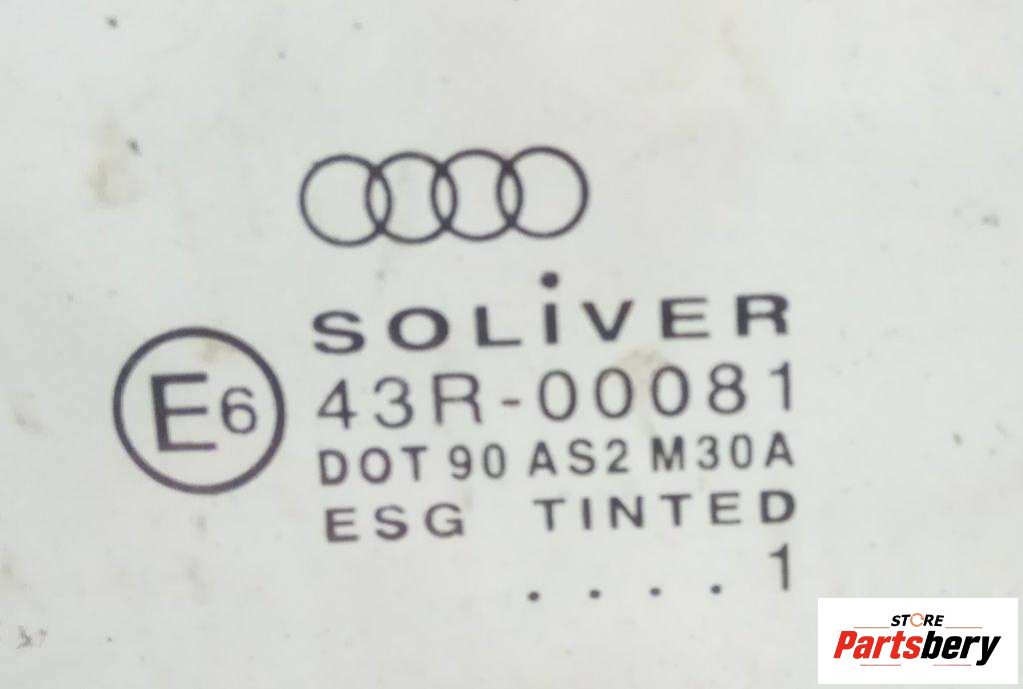 SOLiVER
E6
43R-00081
DOT 90 AS2 M30A
ESG TINTED
. . . . 1
STORE
Partsbery